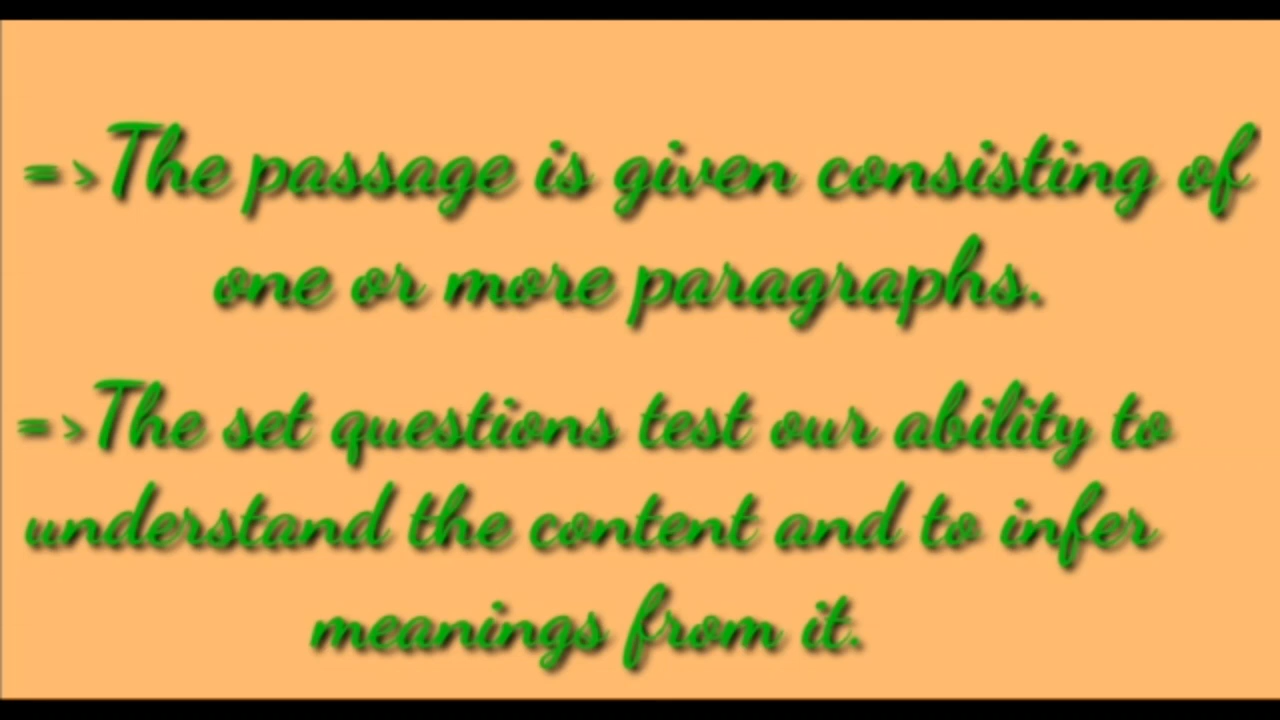 =>The passage is given consisting of
one or more paragraphs.
=>The set questions test our ability to
understand the content and to infer
meanings from it.